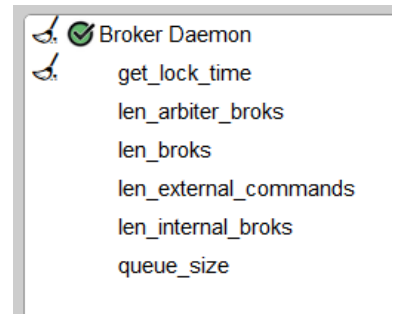 Broker Daemon
get_lock_time
len_arbiter_broks
len_broks
len_external_commands
len_internal_broks
queue_size